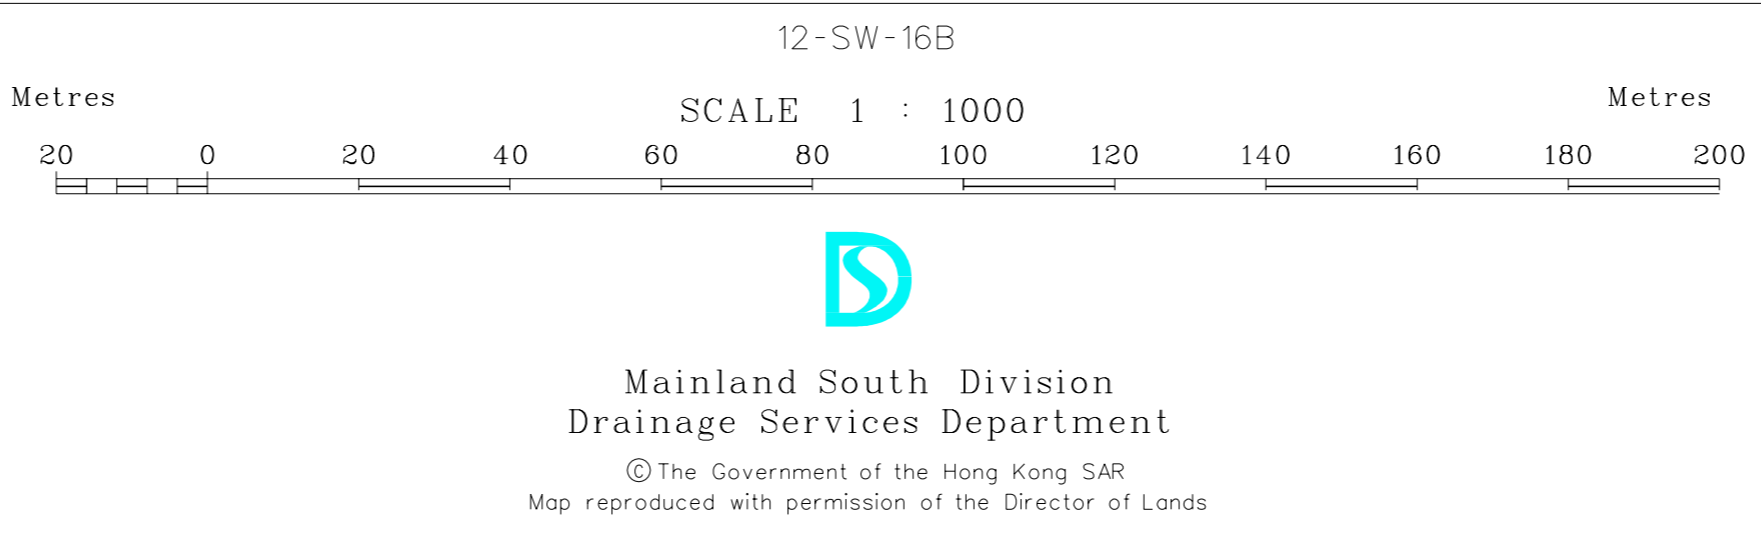 12-SW-16B
Metres Metres
SCALE 1 : 1000
20 0 20 40 60 80 100 120 140 160 180 200
Mainland South Division
Drainage Services Department
© The Government of the Hong Kong SAR
Map reproduced with permission of the Director of Lands